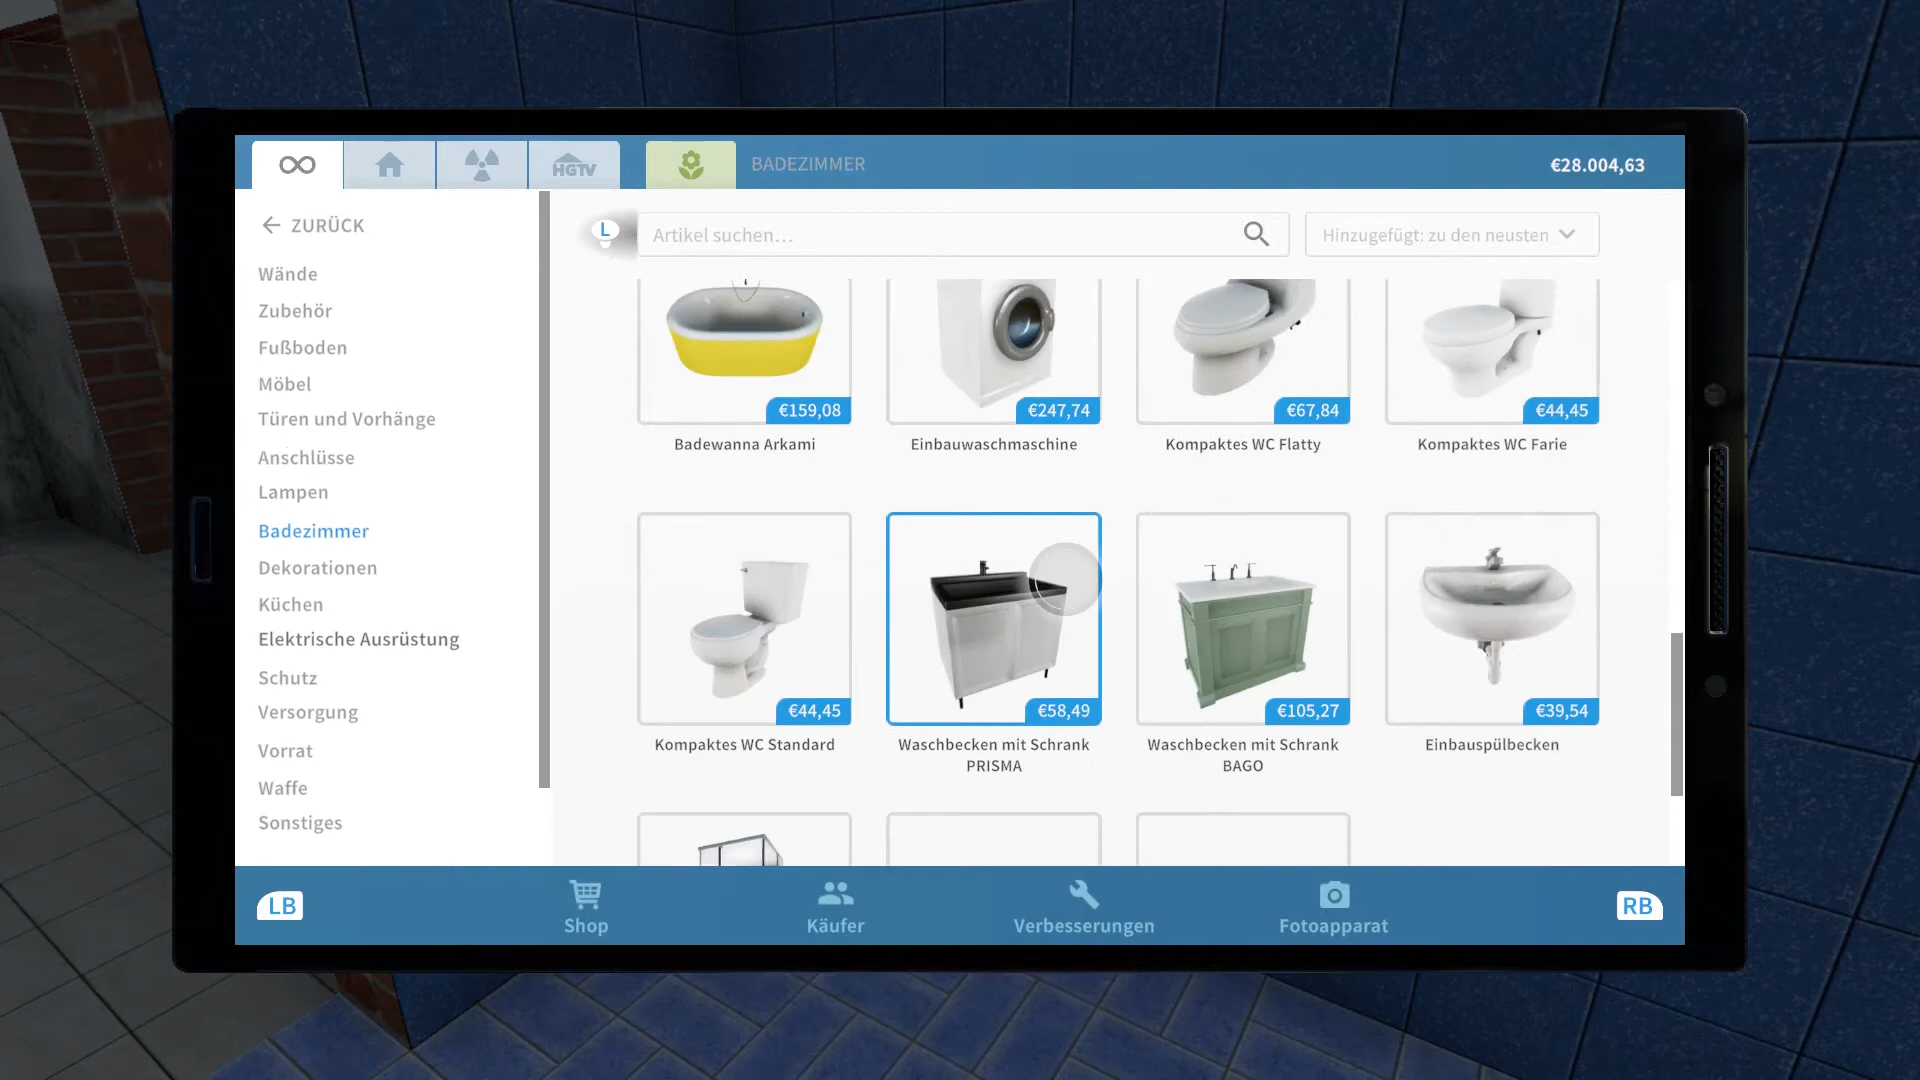 HGTV
BADEZIMMER
€28.004,63
ZURÜCK
L
Artikel suchen...
Hinzugefügt: zu den neusten
Wände
Zubehör
Fußboden
Möbel
Türen und Vorhänge
Anschlüsse
Lampen
Badezimmer
Dekorationen
Küchen
Elektrische Ausrüstung
Schutz
Versorgung
Vorrat
Waffe
Sonstiges
€159,08
€247,74
€67,84
€44,45
Badewanna Arkami
Einbauwaschmaschine
Kompaktes WC Flatty
Kompaktes WC Farie
€44,45
€58,49
€105,27
€39,54
Kompaktes WC Standard
Waschbecken mit Schrank
PRISMA
Waschbecken mit Schrank
BAGO
Einbauspülbecken
LB
Shop
Käufer
Verbesserungen
Fotoapparat
RB